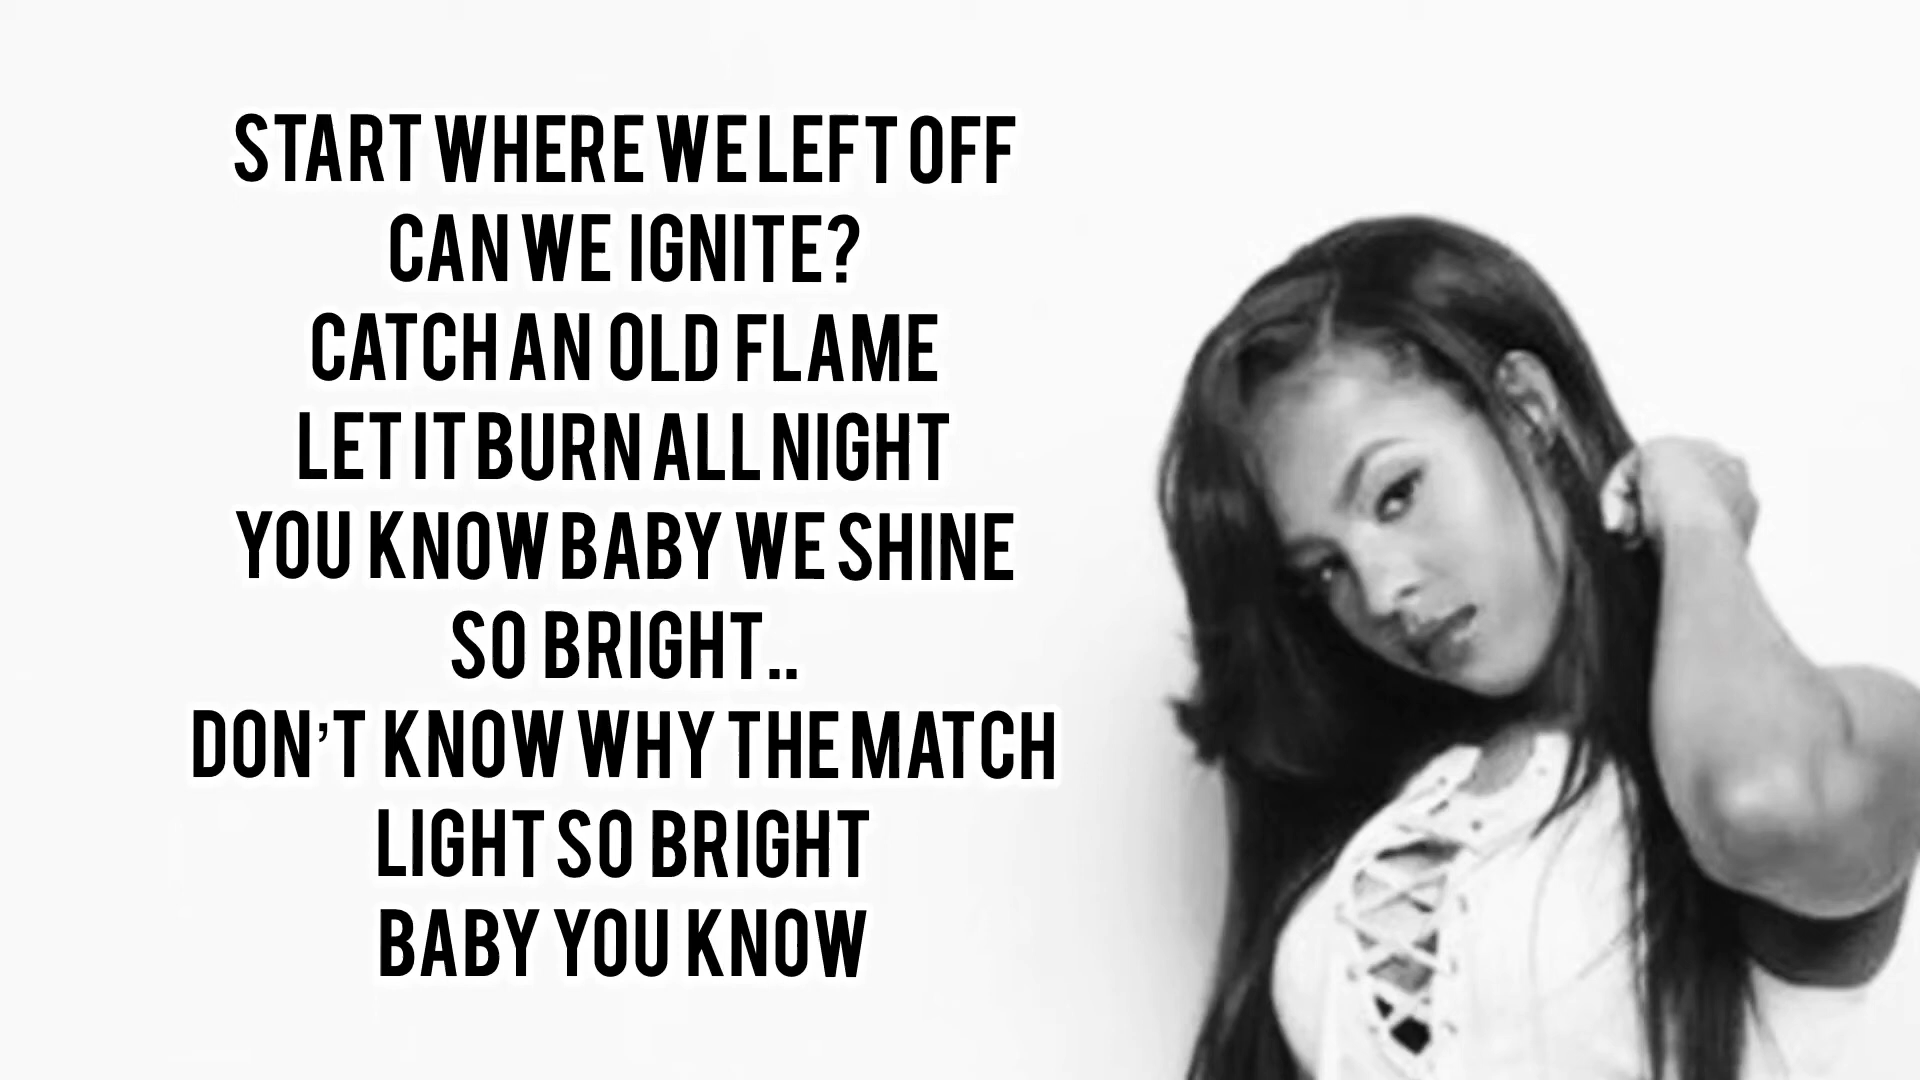 START WHERE WE LEFT OFF
CAN WE IGNITE?
CATCH AN OLD FLAME
LET IT BURN ALL NIGHT
YOU KNOW BABY WE SHINE
SO BRIGHT..
DON'T KNOW WHY THE MATCH
LIGHT SO BRIGHT
BABY YOU KNOW